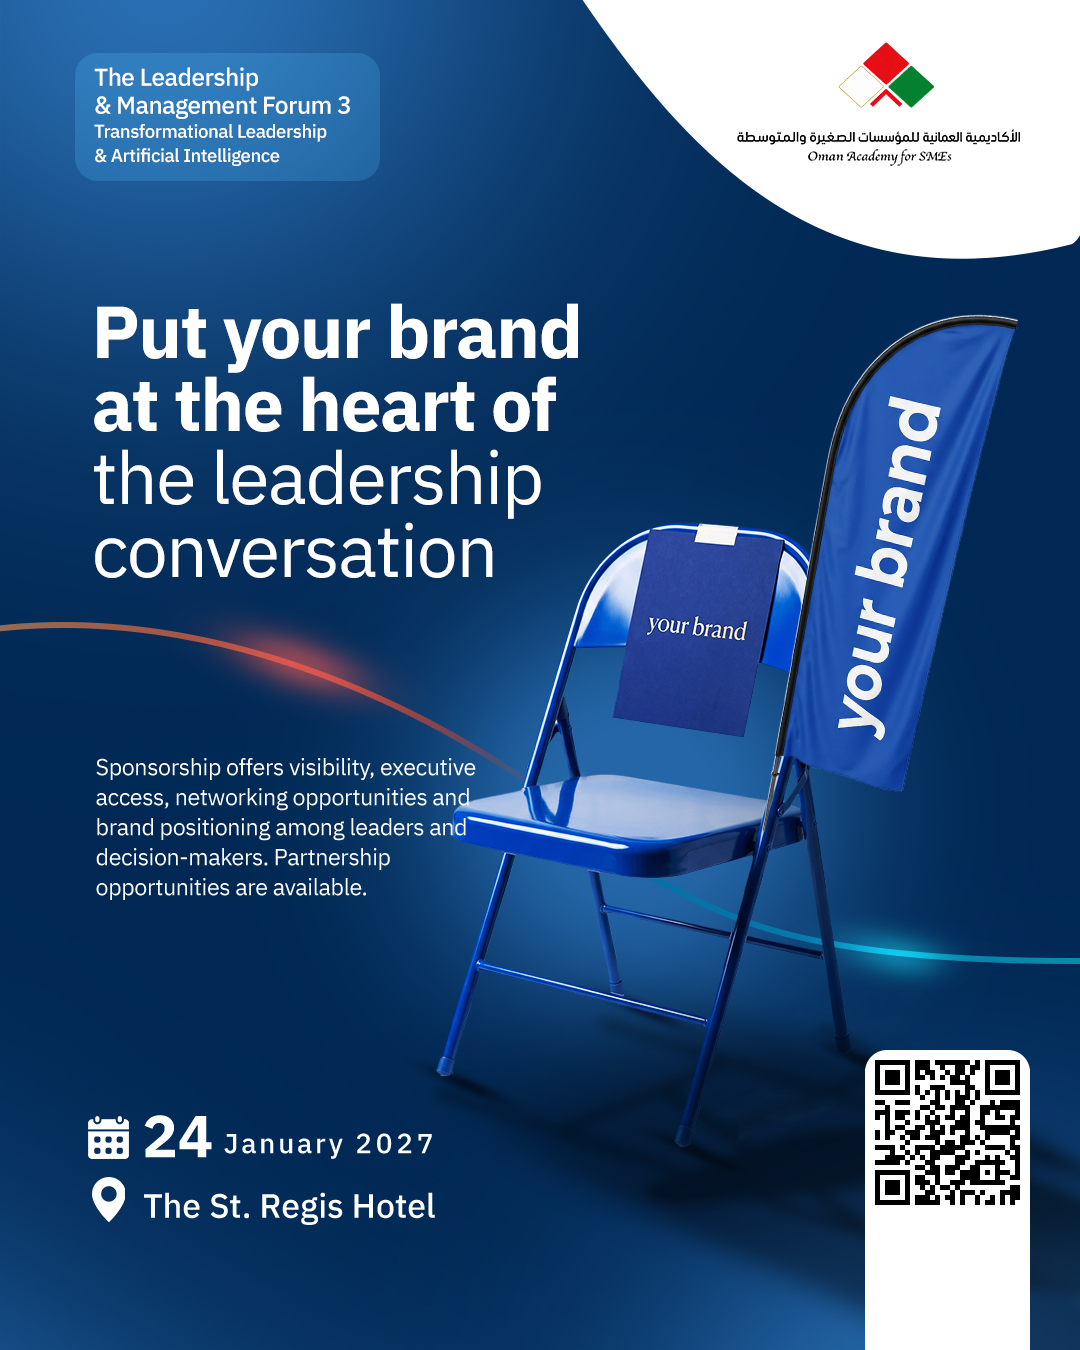 The Leadership
& Management Forum 3
Transformational Leadership
& Artificial Intelligence
الأكاديمية العمانية للمؤسسات الصغيرة والمتوسطة
Oman Academy for SMEs
Put your brand
at the heart of
the leadership
conversation
your brand
your brand
Sponsorship offers visibility, executive
access, networking opportunities and
brand positioning among leaders and
decision-makers. Partnership
opportunities are available.
24 January 2027
The St. Regis Hotel